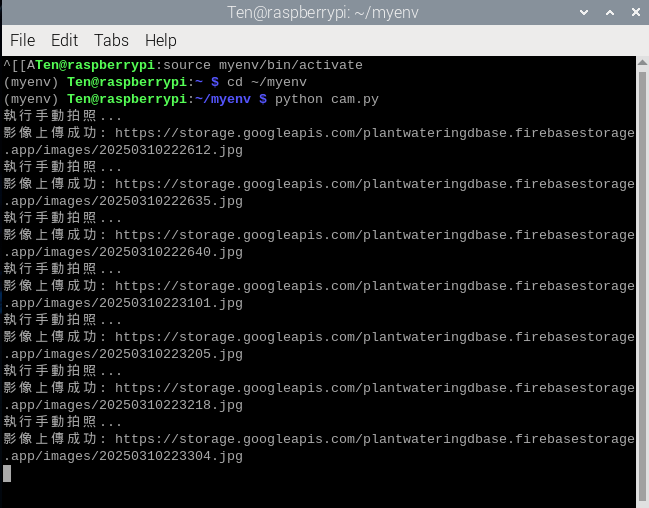 Ten@raspberrypi: ~/myenv
File Edit Tabs Help
^[[ATen@raspberrypi:source myenv/bin/activate
(myenv) Ten@raspberrypi:~ $ cd ~/myenv
(myenv) Ten@raspberrypi:~/myenv $ python cam.py
執行手動拍照...
影像上傳成功: https://storage.googleapis.com/plantwateringdbase.firebasestorage
.app/images/20250310222612.jpg
執行手動拍照...
影像上傳成功: https://storage.googleapis.com/plantwateringdbase.firebasestorage
.app/images/20250310222635.jpg
執行手動拍照...
影像上傳成功: https://storage.googleapis.com/plantwateringdbase.firebasestorage
.app/images/20250310222640.jpg
執行手動拍照...
影像上傳成功: https://storage.googleapis.com/plantwateringdbase.firebasestorage
.app/images/20250310223101.jpg
執行手動拍照...
影像上傳成功: https://storage.googleapis.com/plantwateringdbase.firebasestorage
.app/images/20250310223205.jpg
執行手動拍照...
影像上傳成功: https://storage.googleapis.com/plantwateringdbase.firebasestorage
.app/images/20250310223218.jpg
執行手動拍照...
影像上傳成功: https://storage.googleapis.com/plantwateringdbase.firebasestorage
.app/images/20250310223304.jpg